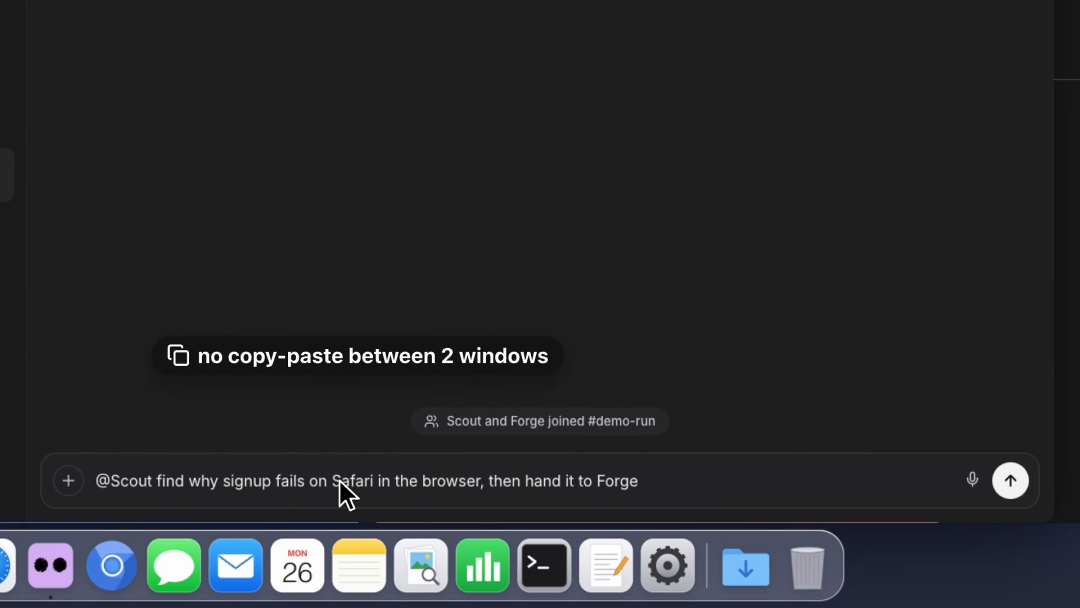 no copy-paste between 2 windows
Scout and Forge joined #demo-run
@Scout find why signup fails on Safari in the browser, then hand it to Forge
MON
26